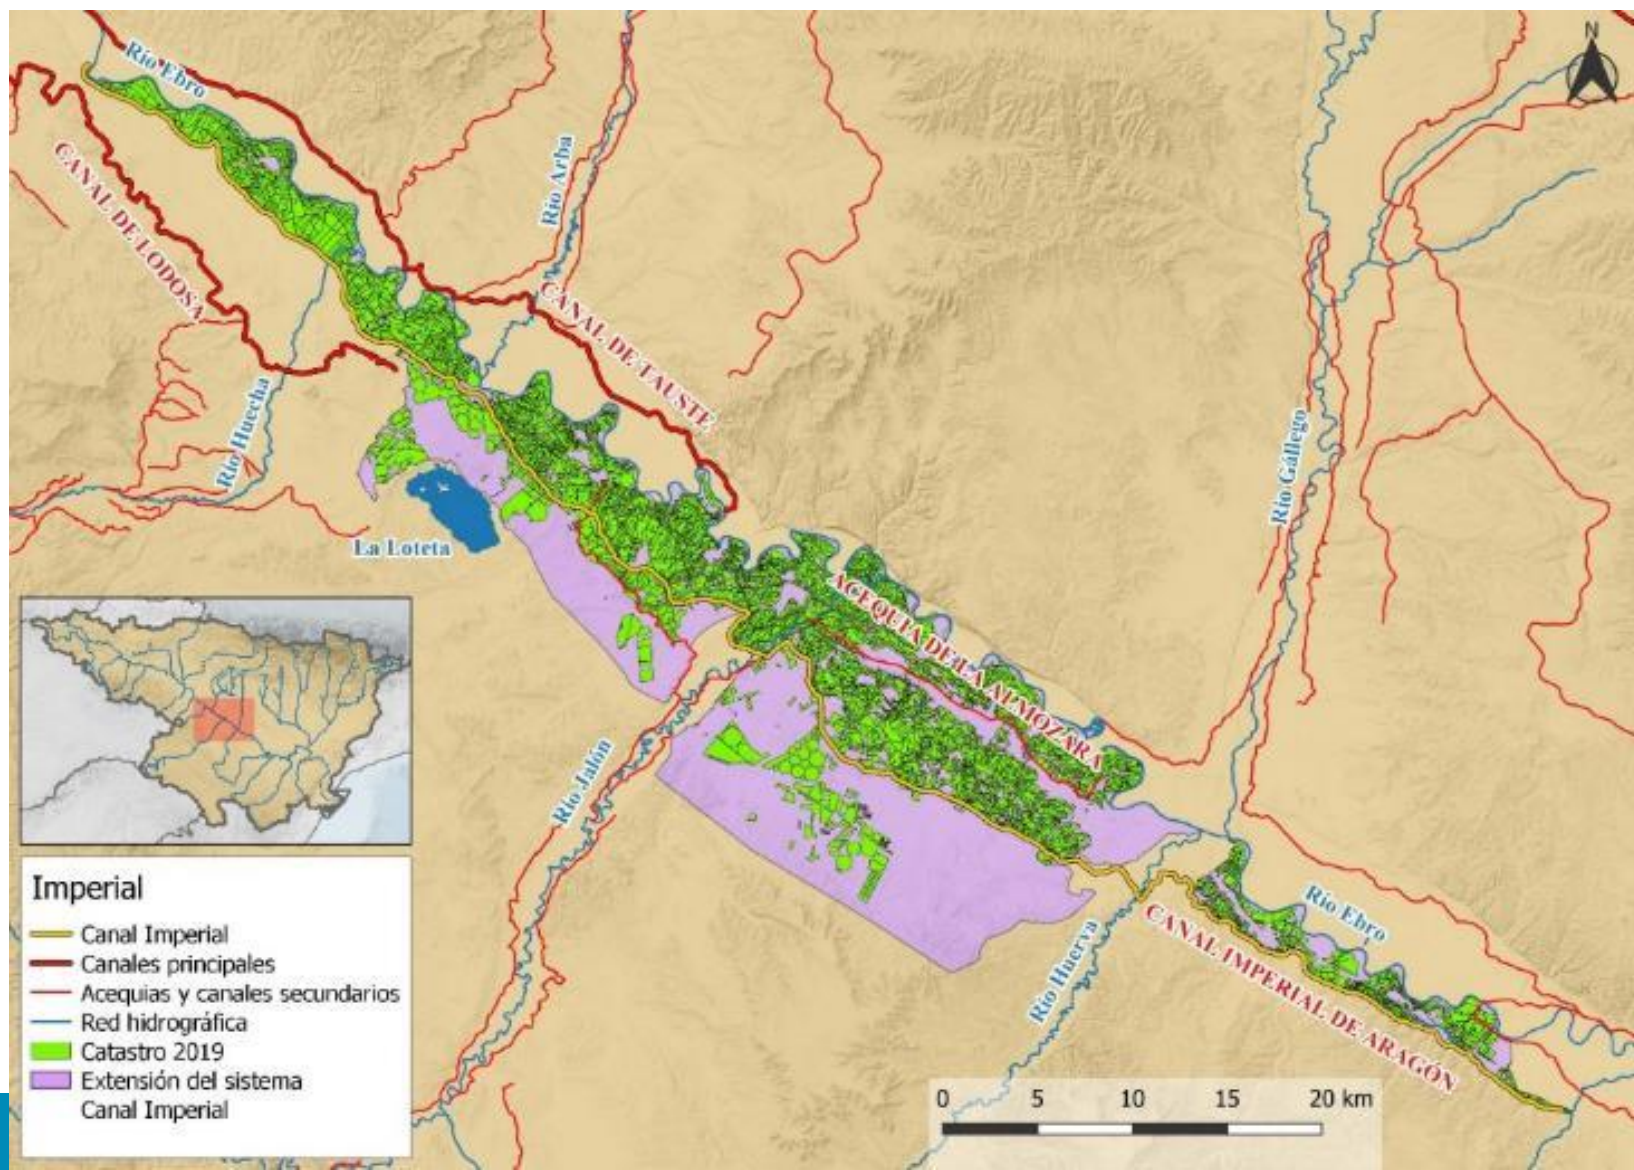 N
Río Ebro
CANAL DE LODOSA
Río Arba
CANAL DE TAUSTE
Río Huecha
La Loteta
Río Gállego
ACEQUIA DE LA ALMOZARA
Río Jalón
Río Huerva
Río Ebro
CANAL IMPERIAL DE ARAGÓN
Imperial
Canal Imperial
Canales principales
Acequias y canales secundarios
Red hidrográfica
Catastro 2019
Extensión del sistema
Canal Imperial
0 5 10 15 20 km